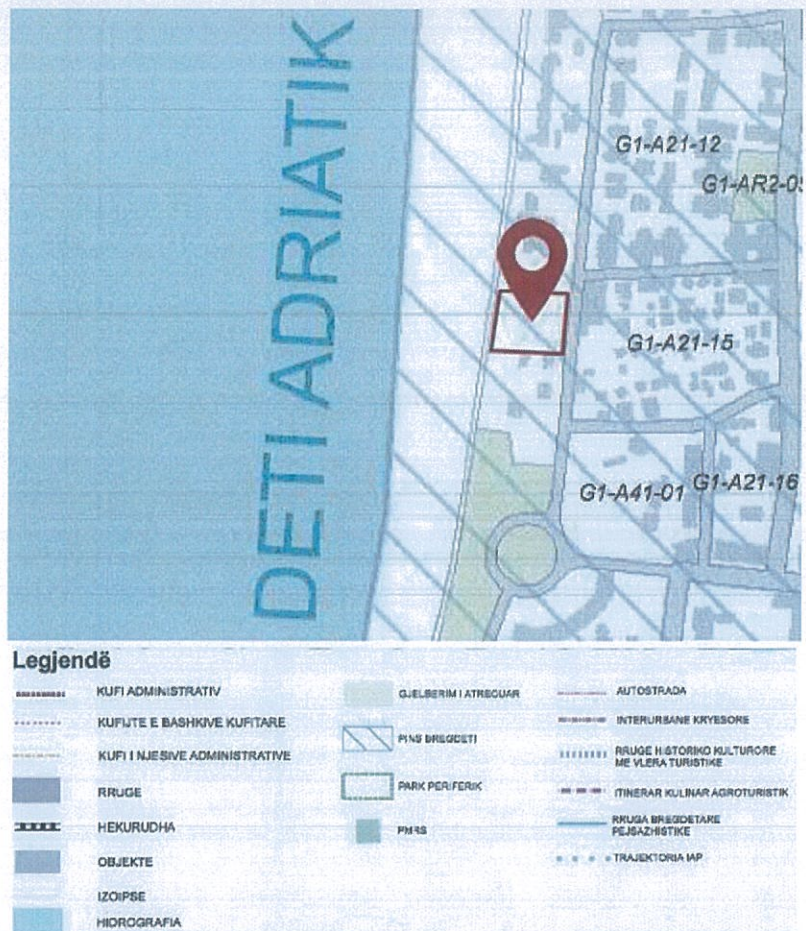 DETI ADRIATIK
G1-A21-12
G1-AR2-05
G1-A21-15
G1-A41-01
G1-A21-16
Legjendë
KUFI ADMINISTRATIV
KUFIJTE E BASHKIVE KUFITARE
KUFI I NJESIVE ADMINISTRATIVE
RRUGE
HEKURUDHA
OBJEKTE
IZOIPSE
HIDROGRAFIA
GJELBERIM I ATREGUAR
PINS BREGDETI
PARK PERIFERIK
PMRS
AUTOSTRADA
INTERURBANE KRYESORE
RRUGE HISTORIKO KULTURORE
ME VLERA TURISTIKE
ITINERAR KULINAR AGROTURISTIK
RRUGA BREGDETARE
PEJSAZHISTIKE
TRAJEKTORIA IAP